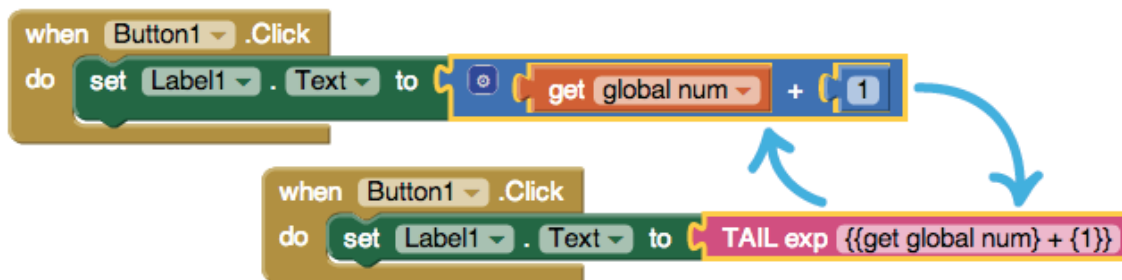 when Button1 .Click
do set Label1 . Text to get global num + 1
when Button1 .Click
do set Label1 . Text to TAIL exp {{get global num} + {1}}